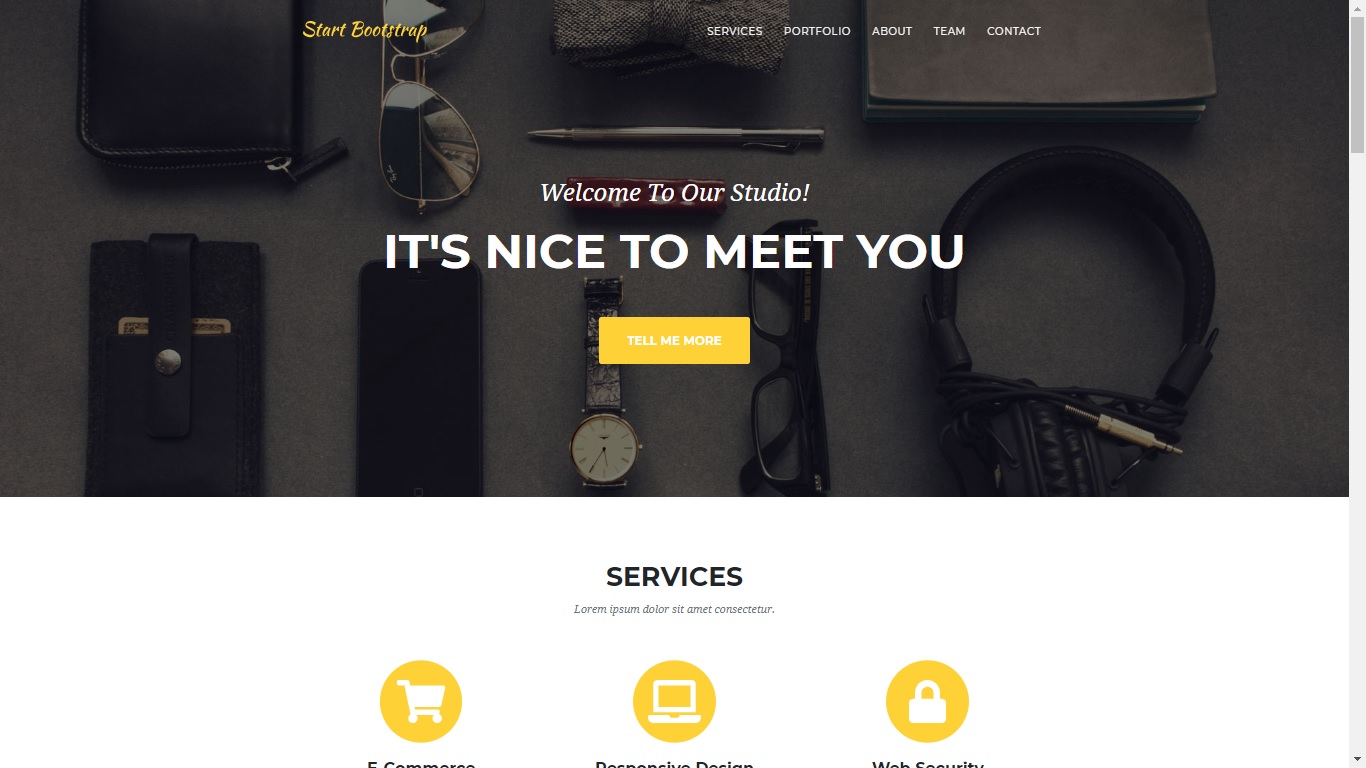 Start Bootstrap
SERVICES PORTFOLIO ABOUT TEAM CONTACT
Welcome To Our Studio!
IT'S NICE TO MEET YOU
TELL ME MORE
SERVICES
Lorem ipsum dolor sit amet consectetur.
E-Commerce Responsive Design Web Security